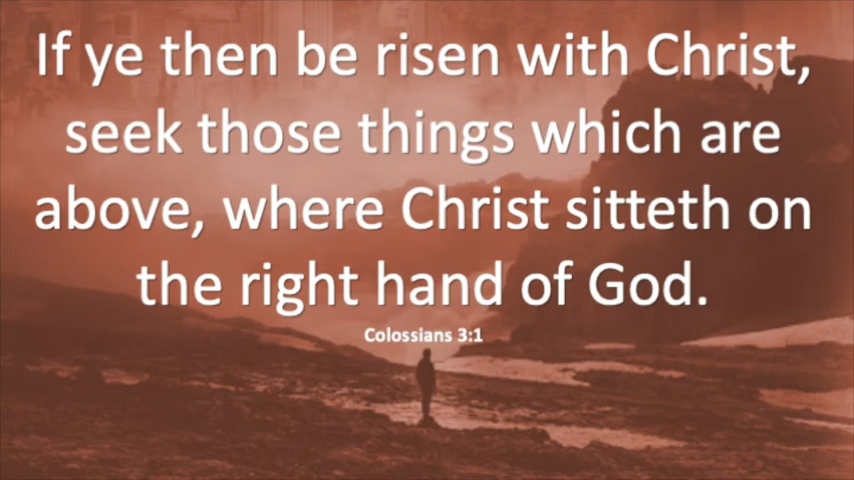 If ye then be risen with Christ,
seek those things which are
above, where Christ sitteth on
the right hand of God.
Colossians 3:1